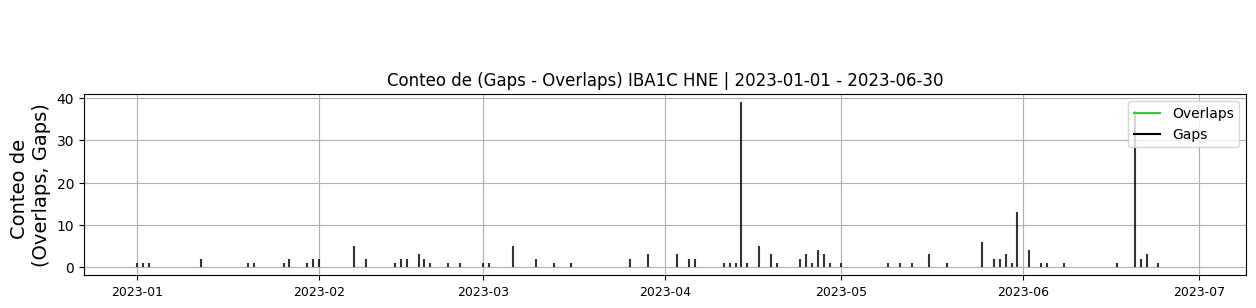 Conteo de (Gaps - Overlaps) IBA1C HNE | 2023-01-01 - 2023-06-30
Conteo de
(Overlaps, Gaps)
40
30
20
10
0
Overlaps
Gaps
2023-01
2023-02
2023-03
2023-04
2023-05
2023-06
2023-07